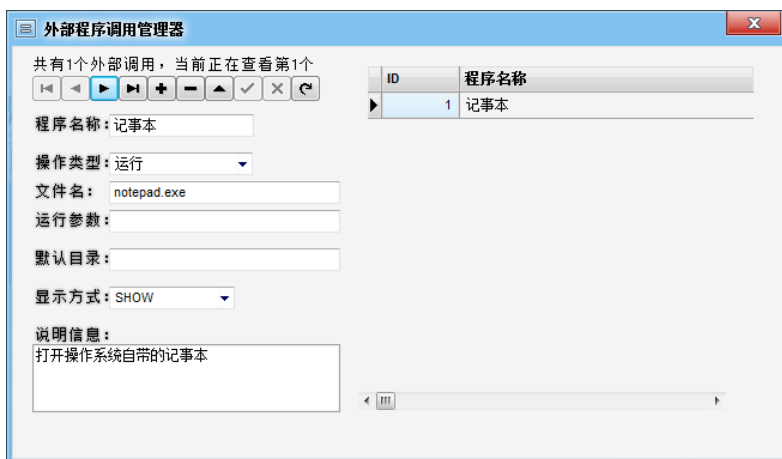 外部程序调用管理器
共有1个外部调用，当前正在查看第1个
程序名称：记事本
操作类型：运行
文件名： notepad.exe
运行参数：
默认目录：
显示方式：SHOW
说明信息：
打开操作系统自带的记事本
ID 程序名称
1 记事本